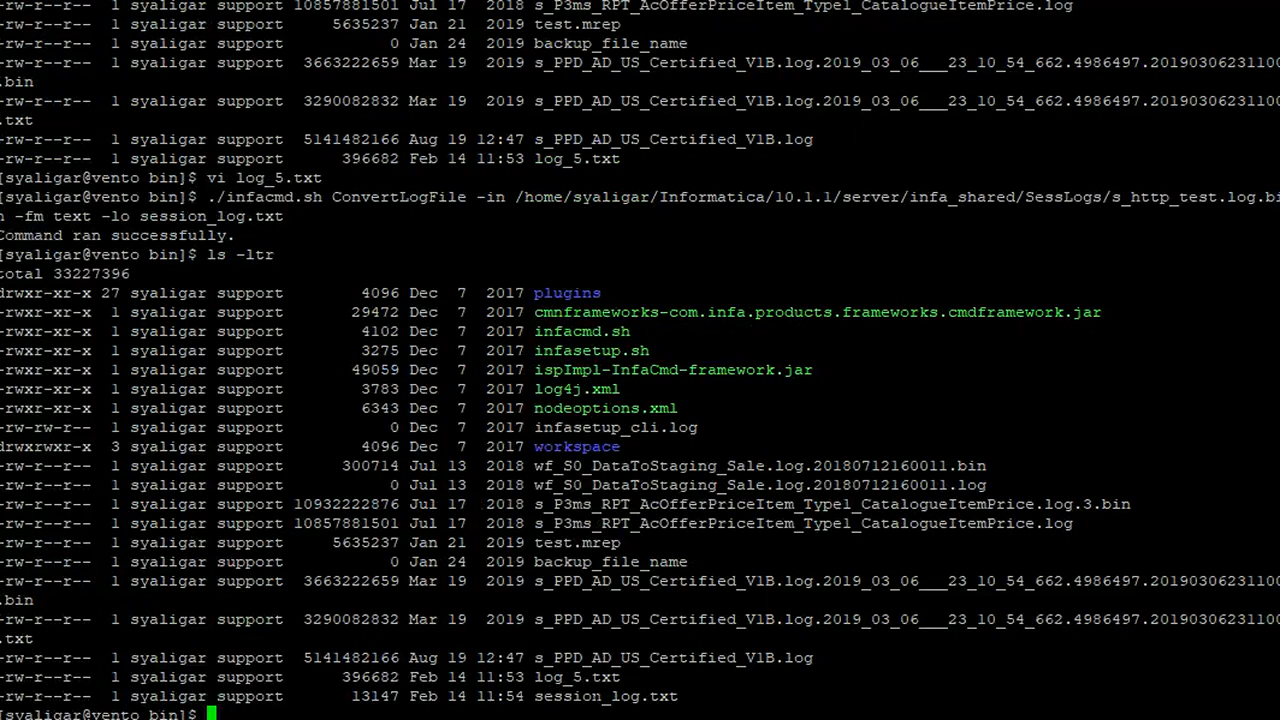 -rw-r--r-- 1 syaligar support 10857881501 Jul 17 2018 s_P3ms_RPT_AcOfferPriceItem_Type1_CatalogueItemPrice.log
-rw-r--r-- 1 syaligar support 5635237 Jan 21 2019 test.mrep
-rw-r--r-- 1 syaligar support 0 Jan 24 2019 backup_file_name
-rw-r--r-- 1 syaligar support 3663222659 Mar 19 2019 s_PPD_AD_US_Certified_V1B.log.2019_03_06___23_10_54_662.4986497.20190306231100
.bin
-rw-r--r-- 1 syaligar support 3290082832 Mar 19 2019 s_PPD_AD_US_Certified_V1B.log.2019_03_06___23_10_54_662.4986497.20190306231100
.txt
-rw-r--r-- 1 syaligar support 5141482166 Aug 19 12:47 s_PPD_AD_US_Certified_V1B.log
-rw-r--r-- 1 syaligar support 396682 Feb 14 11:53 log_5.txt
[syaligar@vento bin]$ vi log_5.txt
[syaligar@vento bin]$ ./infacmd.sh ConvertLogFile -in /home/syaligar/Informatica/10.1.1/server/infa_shared/SessLogs/s_http_test.log.bi
n -fm text -lo session_log.txt
Command ran successfully.
[syaligar@vento bin]$ ls -ltr
total 33227396
drwxr-xr-x 27 syaligar support 4096 Dec 7 2017 plugins
-rwxr-xr-x 1 syaligar support 29472 Dec 7 2017 cmnframeworks-com.infa.products.frameworks.cmdframework.jar
-rwxr-xr-x 1 syaligar support 4102 Dec 7 2017 infacmd.sh
-rwxr-xr-x 1 syaligar support 3275 Dec 7 2017 infasetup.sh
-rwxr-xr-x 1 syaligar support 49059 Dec 7 2017 ispImpl-InfaCmd-framework.jar
-rwxr-xr-x 1 syaligar support 3783 Dec 7 2017 log4j.xml
-rwxr-xr-x 1 syaligar support 6343 Dec 7 2017 nodeoptions.xml
-rw-rw-r-- 1 syaligar support 0 Dec 7 2017 infasetup_cli.log
drwxrwxr-x 3 syaligar support 4096 Dec 7 2017 workspace
-rw-r--r-- 1 syaligar support 300714 Jul 13 2018 wf_S0_DataToStaging_Sale.log.20180712160011.bin
-rw-r--r-- 1 syaligar support 0 Jul 13 2018 wf_S0_DataToStaging_Sale.log.20180712160011.log
-rw-r--r-- 1 syaligar support 10932222876 Jul 17 2018 s_P3ms_RPT_AcOfferPriceItem_Type1_CatalogueItemPrice.log.3.bin
-rw-r--r-- 1 syaligar support 10857881501 Jul 17 2018 s_P3ms_RPT_AcOfferPriceItem_Type1_CatalogueItemPrice.log
-rw-r--r-- 1 syaligar support 5635237 Jan 21 2019 test.mrep
-rw-r--r-- 1 syaligar support 0 Jan 24 2019 backup_file_name
-rw-r--r-- 1 syaligar support 3663222659 Mar 19 2019 s_PPD_AD_US_Certified_V1B.log.2019_03_06___23_10_54_662.4986497.20190306231100
.bin
-rw-r--r-- 1 syaligar support 3290082832 Mar 19 2019 s_PPD_AD_US_Certified_V1B.log.2019_03_06___23_10_54_662.4986497.20190306231100
.txt
-rw-r--r-- 1 syaligar support 5141482166 Aug 19 12:47 s_PPD_AD_US_Certified_V1B.log
-rw-r--r-- 1 syaligar support 396682 Feb 14 11:53 log_5.txt
-rw-r--r-- 1 syaligar support 13147 Feb 14 11:54 session_log.txt
[syaligar@vento bin]$